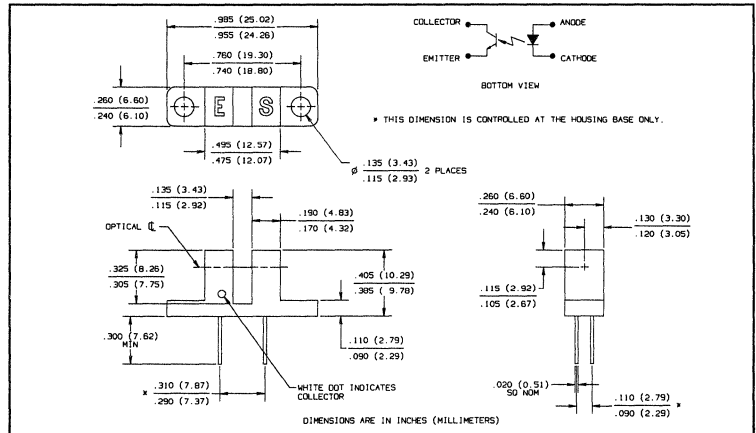 .985 (25.02)
.955 (24.26)
.760 (19.30)
.740 (18.80)
COLLECTOR
ANODE
EMITTER
CATHODE
BOTTOM VIEW
.260 (6.60)
.240 (6.10)
E S
* THIS DIMENSION IS CONTROLLED AT THE HOUSING BASE ONLY.
.495 (12.57)
.475 (12.07)
Ø .135 (3.43) 2 PLACES
.115 (2.93)
.135 (3.43)
.115 (2.92)
.190 (4.83)
.170 (4.32)
OPTICAL ℄
.260 (6.60)
.240 (6.10)
.130 (3.30)
.120 (3.05)
.325 (8.26)
.305 (7.75)
.405 (10.29)
.385 ( 9.78)
.115 (2.92)
.105 (2.67)
.300 (7.62)
MIN
.110 (2.79)
.090 (2.29)
* .310 (7.87)
.290 (7.37)
WHITE DOT INDICATES
COLLECTOR
.020 (0.51)
SQ NOM
.110 (2.79) *
.090 (2.29)
DIMENSIONS ARE IN INCHES (MILLIMETERS)